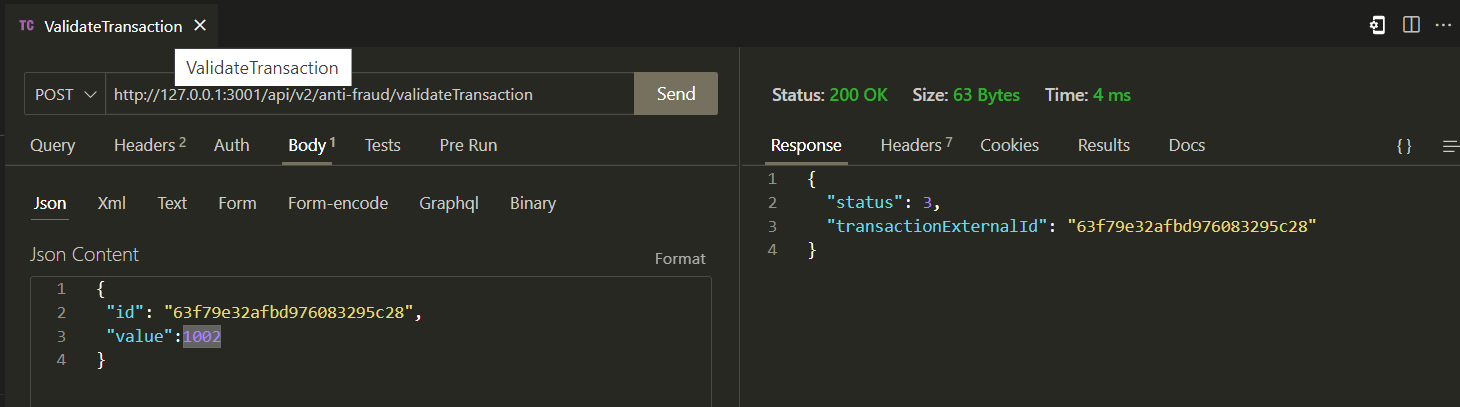 TC ValidateTransaction ×
ValidateTransaction
POST http://127.0.0.1:3001/api/v2/anti-fraud/validateTransaction Send
Query Headers 2 Auth Body 1 Tests Pre Run
Json Xml Text Form Form-encode Graphql Binary
Json Content Format
1 {
2 "id": "63f79e32afbd976083295c28",
3 "value":1002
4 }
Status: 200 OK Size: 63 Bytes Time: 4 ms
Response Headers 7 Cookies Results Docs { }
1 {
2 "status": 3,
3 "transactionExternalId": "63f79e32afbd976083295c28"
4 }